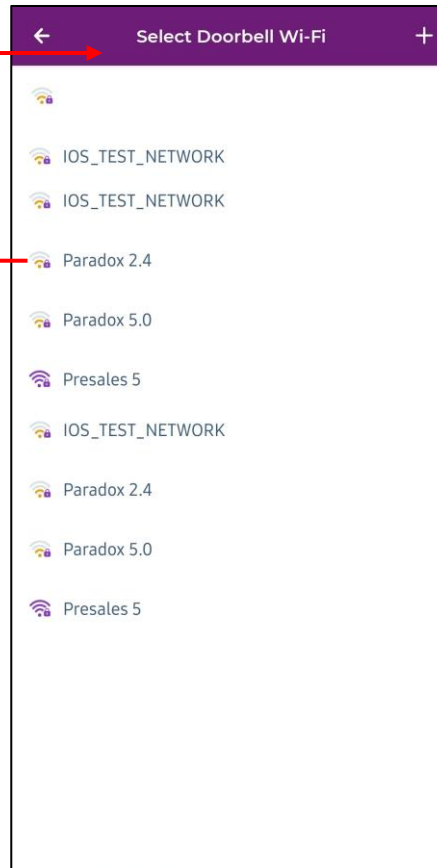 Select Doorbell Wi-Fi
IOS_TEST_NETWORK
IOS_TEST_NETWORK
Paradox 2.4
Paradox 5.0
Presales 5
IOS_TEST_NETWORK
Paradox 2.4
Paradox 5.0
Presales 5